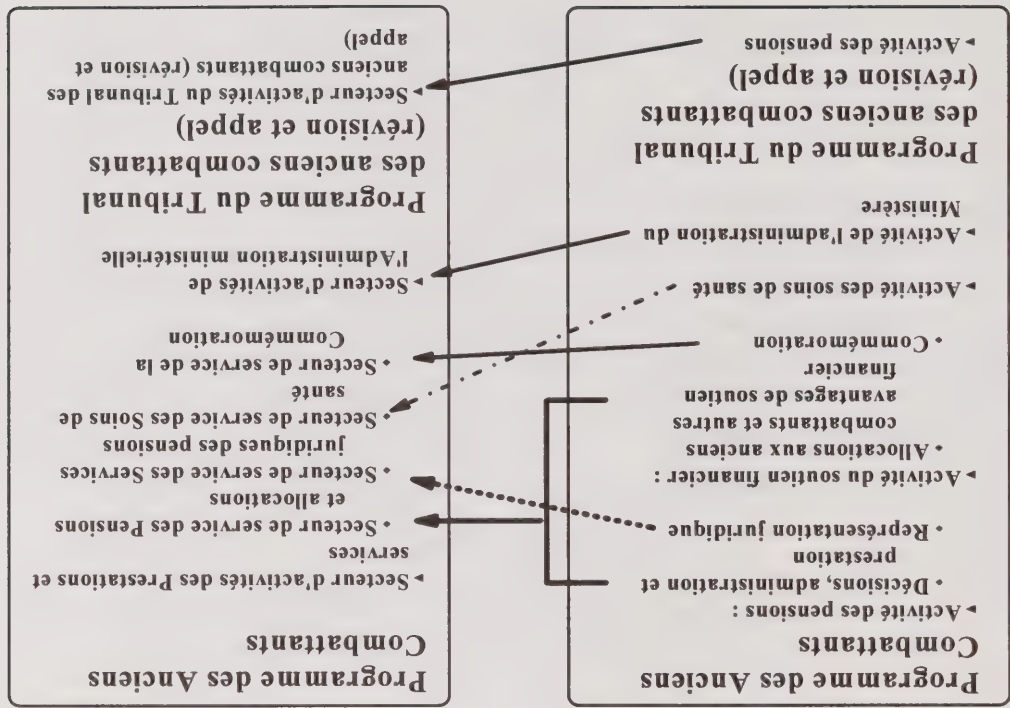 Programme des Anciens
Combattants
▸ Activité des pensions :
• Décisions, administration et
prestation
• Représentation juridique
▸ Activité du soutien financier :
• Allocations aux anciens
combattants et autres
avantages de soutien
financier
• Commémoration
▸ Activité des soins de santé
▸ Activité de l'administration du
Ministère
Programme du Tribunal
des anciens combattants
(révision et appel)
▸ Activité des pensions
Programme des Anciens
Combattants
▸ Secteur d'activités des Prestations et
services
• Secteur de service des Pensions
et allocations
• Secteur de service des Services
juridiques des pensions
• Secteur de service des Soins de
santé
• Secteur de service de la
Commémoration
▸ Secteur d'activités de
l'Administration ministérielle
Programme du Tribunal
des anciens combattants
(révision et appel)
▸ Secteur d'activités du Tribunal des
anciens combattants (révision et
appel)